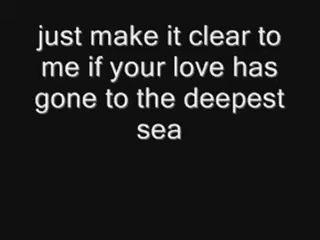 just make it clear to
me if your love has
gone to the deepest
sea